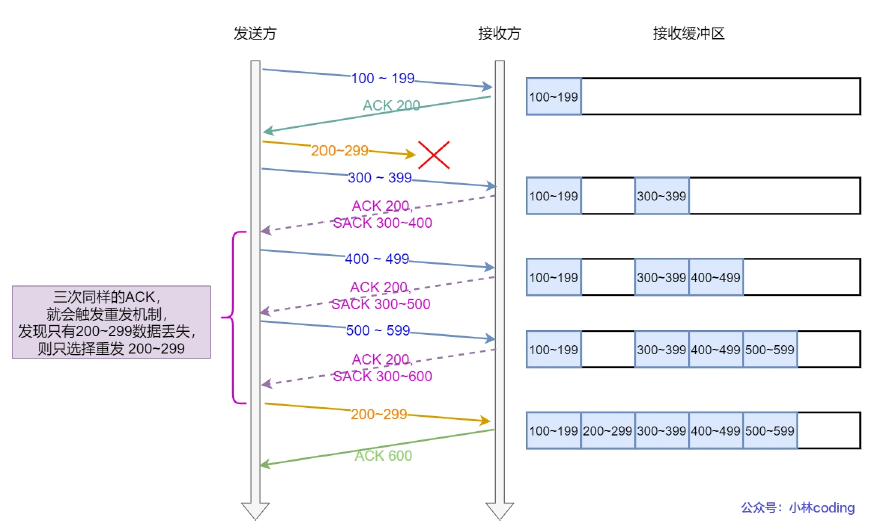 发送方 接收方 接收缓冲区
100 ~ 199
100~199
ACK 200
200~299
300 ~ 399
100~199 300~399
ACK 200,
SACK 300~400
400 ~ 499
100~199 300~399 400~499
ACK 200,
SACK 300~500
三次同样的ACK，
就会触发重发机制，
发现只有200~299数据丢失，
则只选择重发 200~299
500 ~ 599
100~199 300~399 400~499 500~599
ACK 200,
SACK 300~600
200~299
100~199 200~299 300~399 400~499 500~599
ACK 600
公众号：小林coding